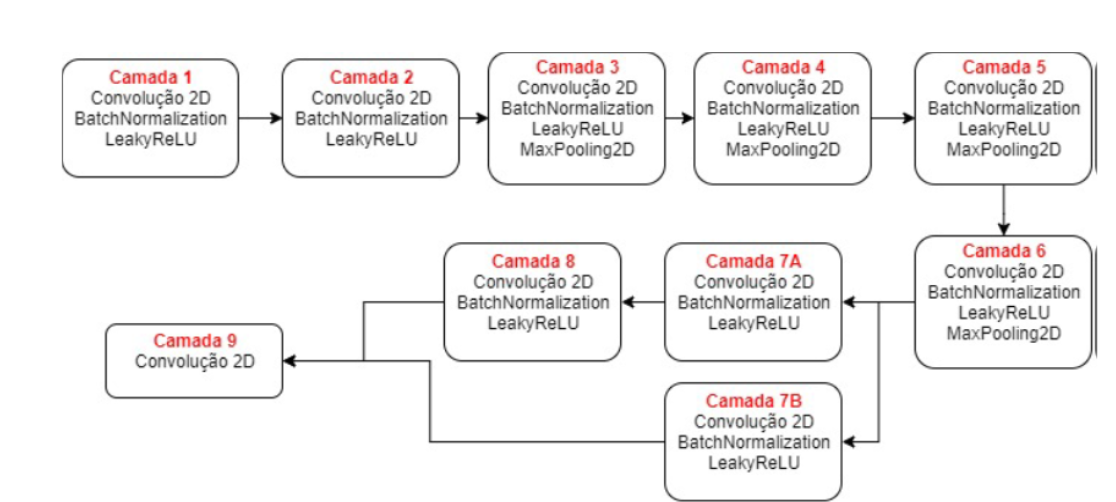 Camada 1
Convolução 2D
BatchNormalization
LeakyReLU
Camada 2
Convolução 2D
BatchNormalization
LeakyReLU
Camada 3
Convolução 2D
BatchNormalization
LeakyReLU
MaxPooling2D
Camada 4
Convolução 2D
BatchNormalization
LeakyReLU
MaxPooling2D
Camada 5
Convolução 2D
BatchNormalization
LeakyReLU
MaxPooling2D
Camada 6
Convolução 2D
BatchNormalization
LeakyReLU
MaxPooling2D
Camada 7A
Convolução 2D
BatchNormalization
LeakyReLU
Camada 7B
Convolução 2D
BatchNormalization
LeakyReLU
Camada 8
Convolução 2D
BatchNormalization
LeakyReLU
Camada 9
Convolução 2D